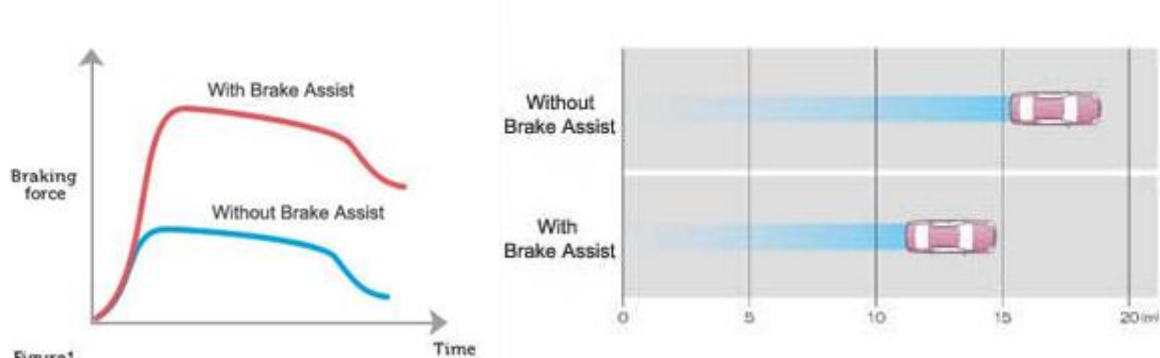 With Brake Assist
Braking
force
Without Brake Assist
Time
Figure1
Without
Brake Assist
With
Brake Assist
0
5
10
15
20(m)